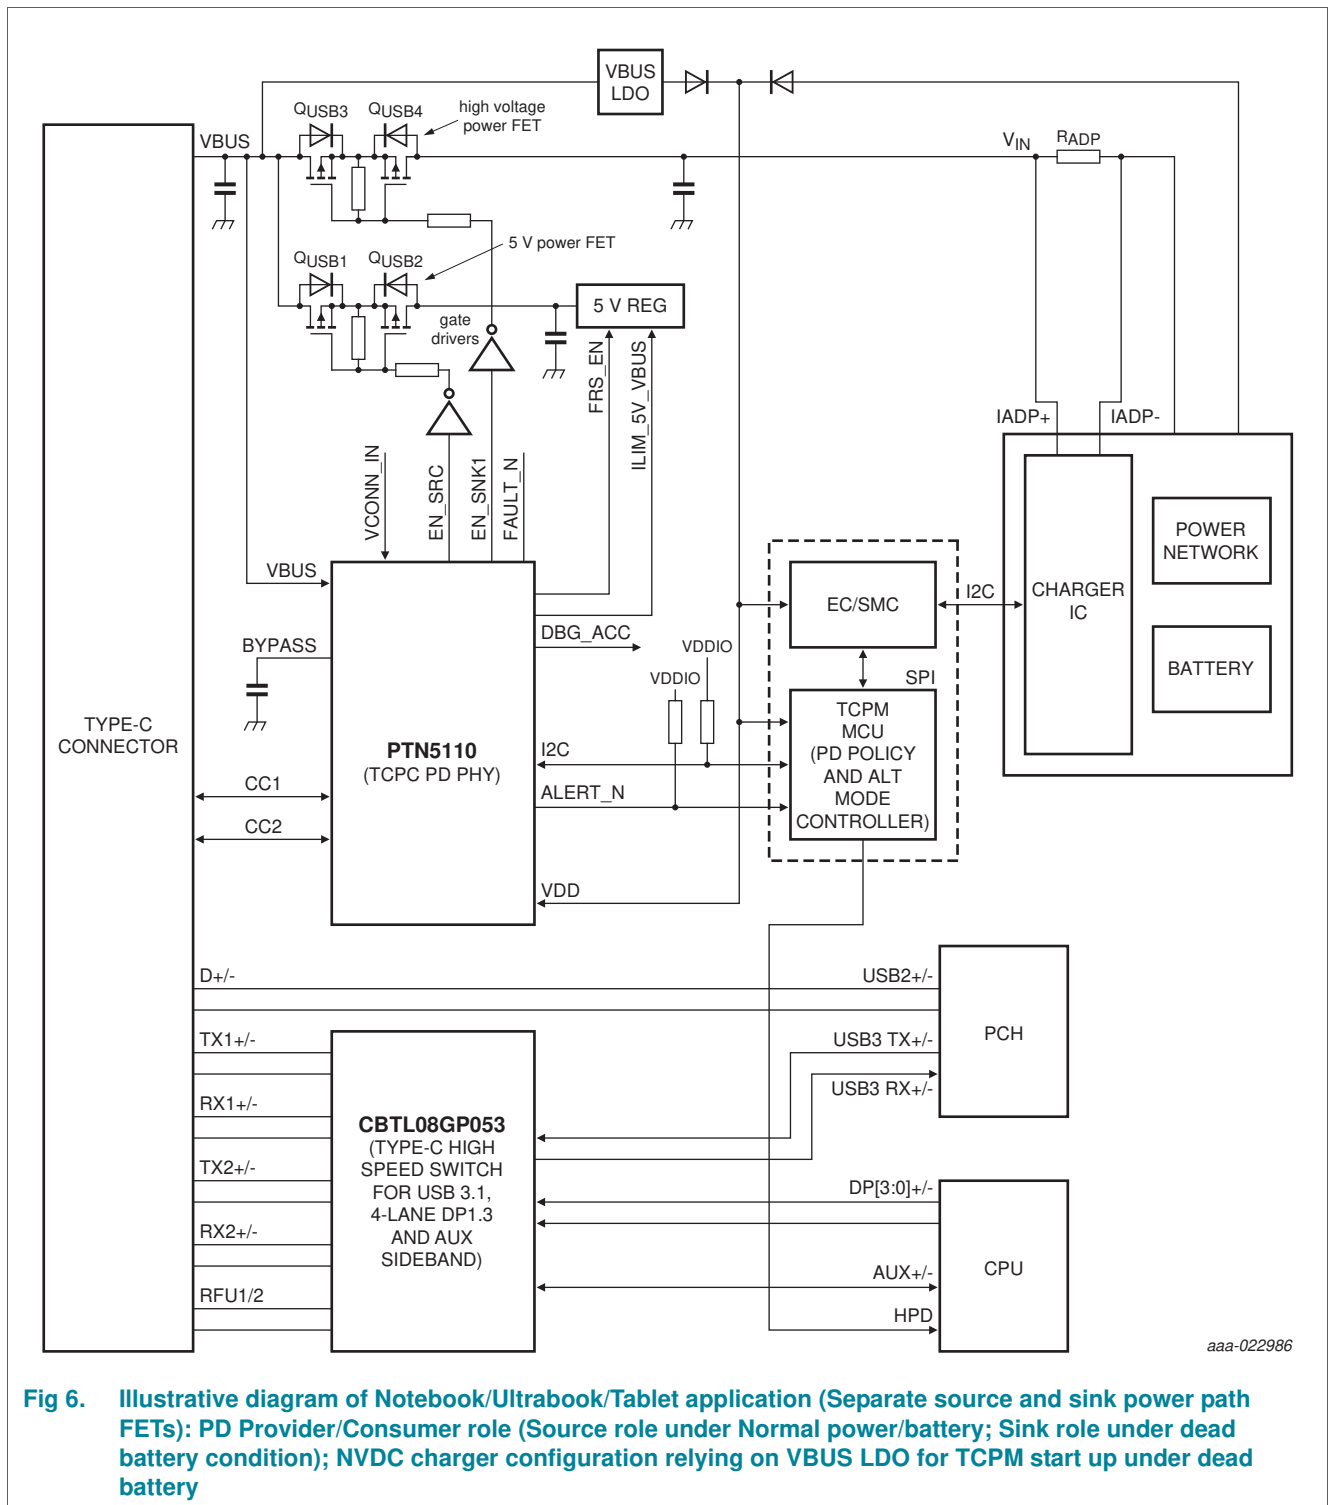 VBUS
LDO
QUSB3
QUSB4
high voltage
power FET
VBUS
VIN
RADP
QUSB1
QUSB2
5 V power FET
5 V REG
gate
drivers
FRS_EN
ILIM_5V_VBUS
IADP+
IADP-
VCONN_IN
EN_SRC
EN_SNK1
FAULT_N
POWER
NETWORK
VBUS
EC/SMC
I2C
CHARGER
IC
DBG_ACC
BYPASS
VDDIO
VDDIO
SPI
BATTERY
TYPE-C
CONNECTOR
PTN5110
(TCPC PD PHY)
I2C
TCPM
MCU
(PD POLICY
AND ALT
MODE
CONTROLLER)
CC1
ALERT_N
CC2
VDD
D+/-
USB2+/-
TX1+/-
USB3 TX+/-
PCH
USB3 RX+/-
RX1+/-
CBTL08GP053
(TYPE-C HIGH
SPEED SWITCH
FOR USB 3.1,
4-LANE DP1.3
AND AUX
SIDEBAND)
TX2+/-
DP[3:0]+/-
RX2+/-
AUX+/-
CPU
RFU1/2
HPD
aaa-022986
Fig 6. Illustrative diagram of Notebook/Ultrabook/Tablet application (Separate source and sink power path
FETs): PD Provider/Consumer role (Source role under Normal power/battery; Sink role under dead
battery condition); NVDC charger configuration relying on VBUS LDO for TCPM start up under dead
battery